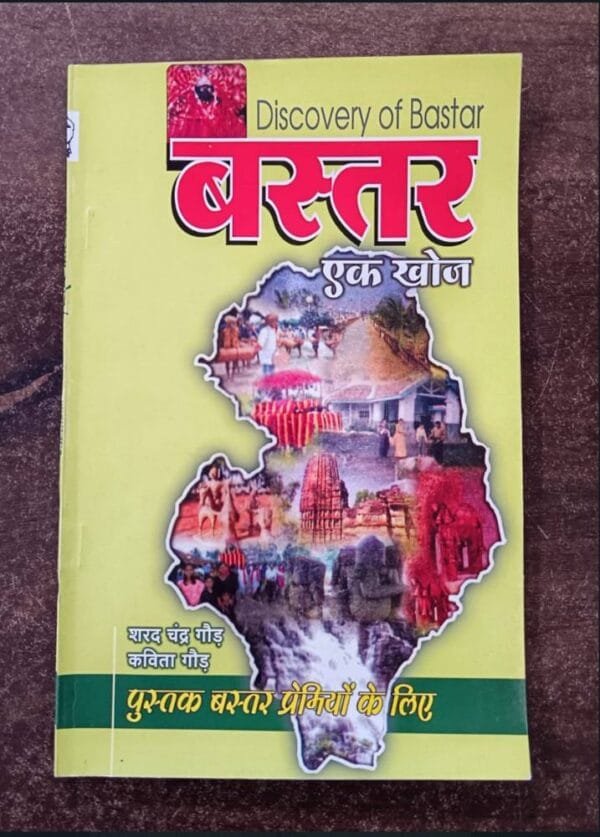 Discovery of Bastar
बस्तर
एक खोज
शरद चंद्र गौड़
कविता गौड़
पुस्तक बस्तर प्रेमियों के लिए